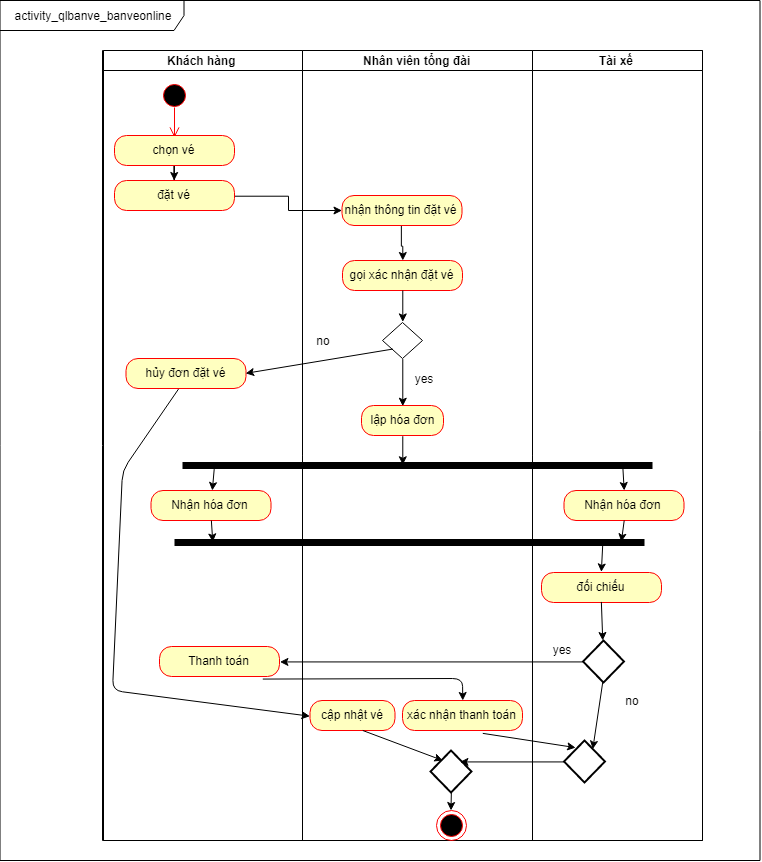 activity_qlbanve_banveonline
Khách hàng
Nhân viên tổng đài
Tài xế
chọn vé
đặt vé
nhận thông tin đặt vé
gọi xác nhận đặt vé
no
hủy đơn đặt vé
yes
lập hóa đơn
Nhận hóa đơn
Nhận hóa đơn
đối chiếu
yes
Thanh toán
no
cập nhật vé
xác nhận thanh toán